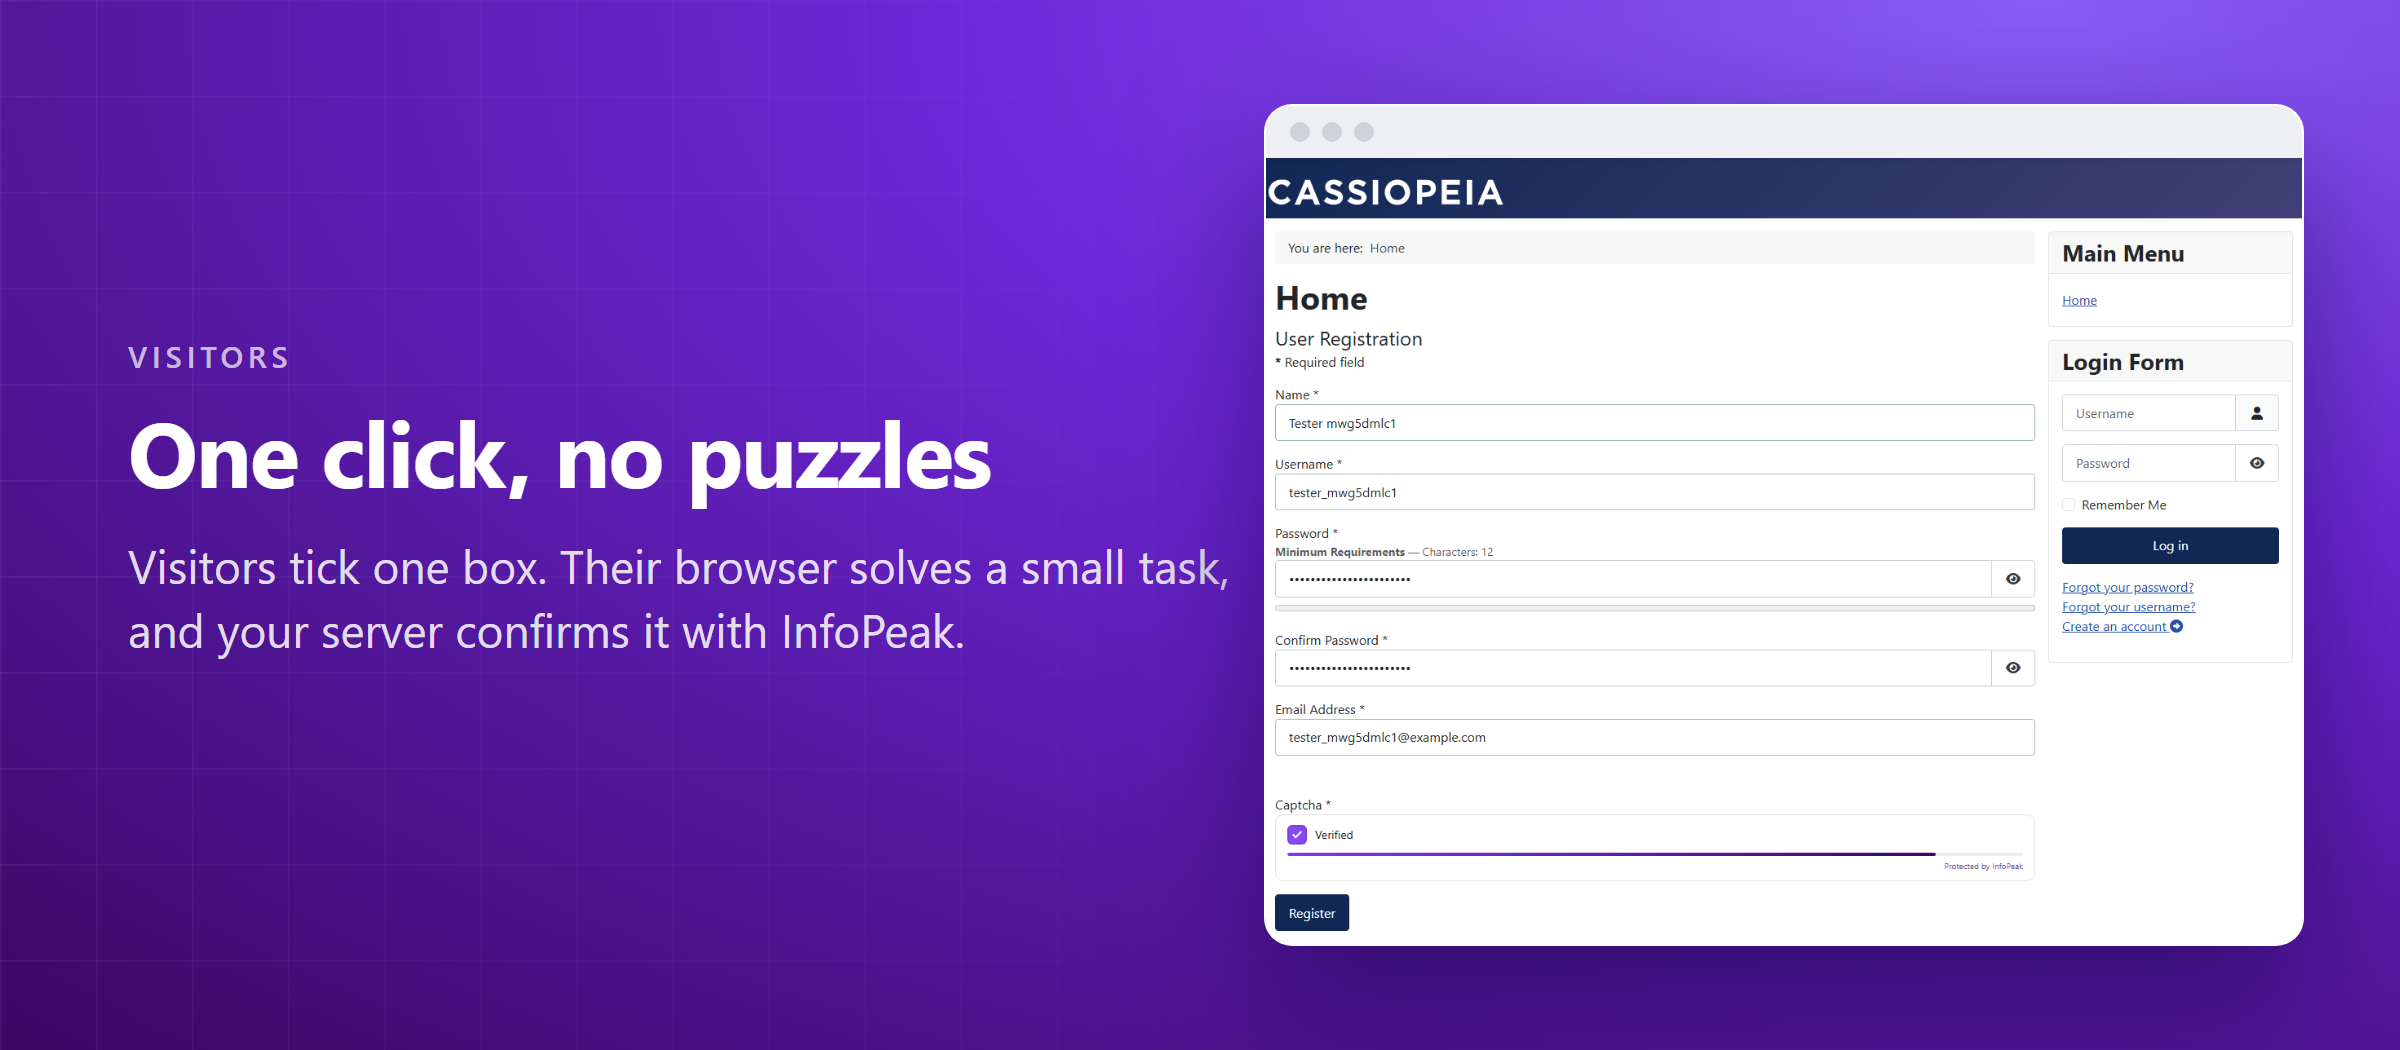 VISITORS
One click, no puzzles
Visitors tick one box. Their browser solves a small task,
and your server confirms it with InfoPeak.
CASSIOPEIA
You are here: Home
Home
User Registration
* Required field
Name *
Tester mwg5dmlc1
Username *
tester_mwg5dmlc1
Password *
Minimum Requirements — Characters: 12
•••••••••••••••••••••••
Confirm Password *
•••••••••••••••••••••••
Email Address *
tester_mwg5dmlc1@example.com
Captcha *
Verified
Protected by InfoPeak
Register
Main Menu
Home
Login Form
Username
Password
Remember Me
Log in
Forgot your password?
Forgot your username?
Create an account